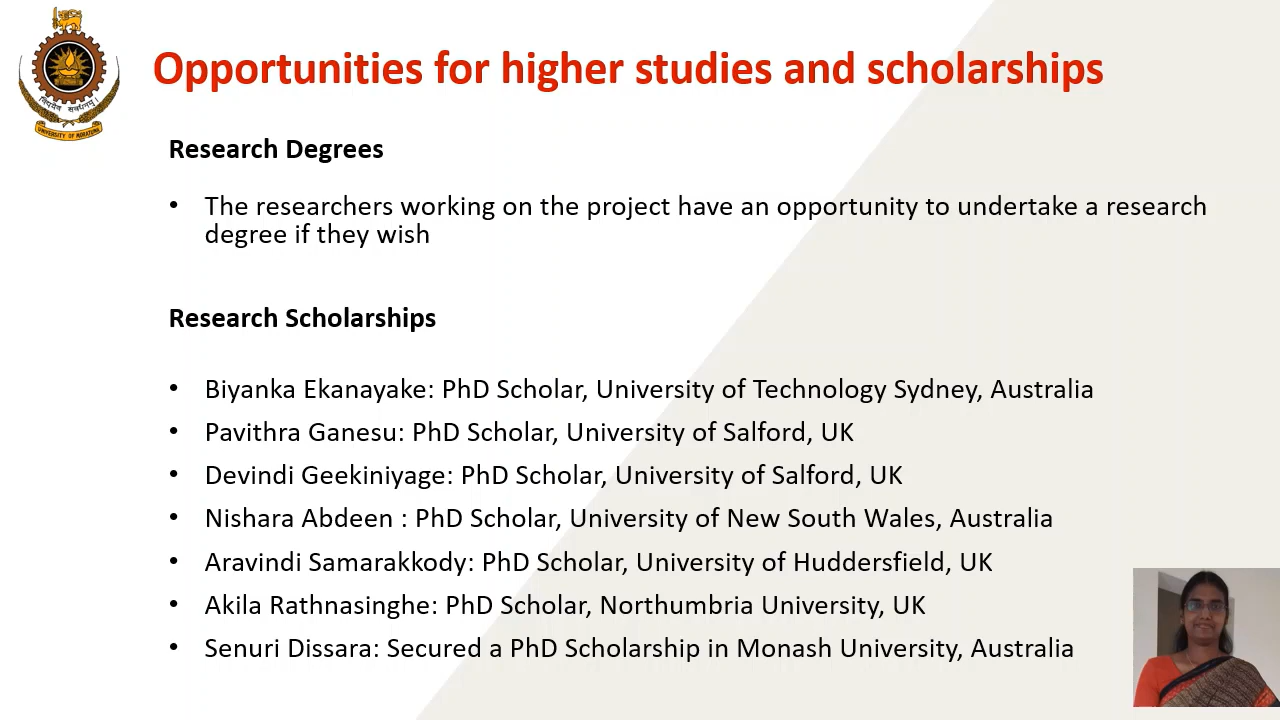 Opportunities for higher studies and scholarships
Research Degrees
• The researchers working on the project have an opportunity to undertake a research
degree if they wish
Research Scholarships
• Biyanka Ekanayake: PhD Scholar, University of Technology Sydney, Australia
• Pavithra Ganesu: PhD Scholar, University of Salford, UK
• Devindi Geekiniyage: PhD Scholar, University of Salford, UK
• Nishara Abdeen : PhD Scholar, University of New South Wales, Australia
• Aravindi Samarakkody: PhD Scholar, University of Huddersfield, UK
• Akila Rathnasinghe: PhD Scholar, Northumbria University, UK
• Senuri Dissara: Secured a PhD Scholarship in Monash University, Australia
UNIVERSITY OF MORATUWA